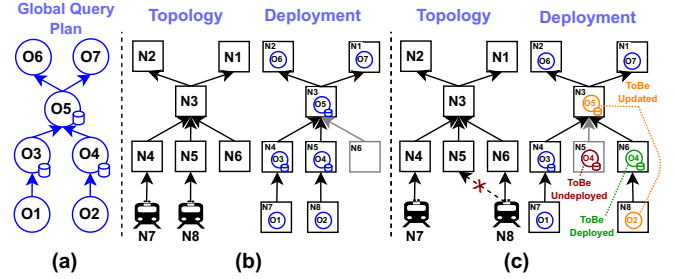 Global Query
Plan
O6
O7
O5
O3
O4
O1
O2
(a)
Topology
N2
N1
N3
N4
N5
N6
N7
N8
Deployment
N2
O6
N1
O7
N3
O5
N4
O3
N5
O4
N6
N7
O1
N8
O2
(b)
Topology
N2
N1
N3
N4
N5
N6
N7
N8
Deployment
N2
O6
N1
O7
N3
O5
ToBe
Updated
N4
O3
N5
O4
N6
O4
ToBe
Undeployed
ToBe
Deployed
N7
O1
N8
O2
(c)